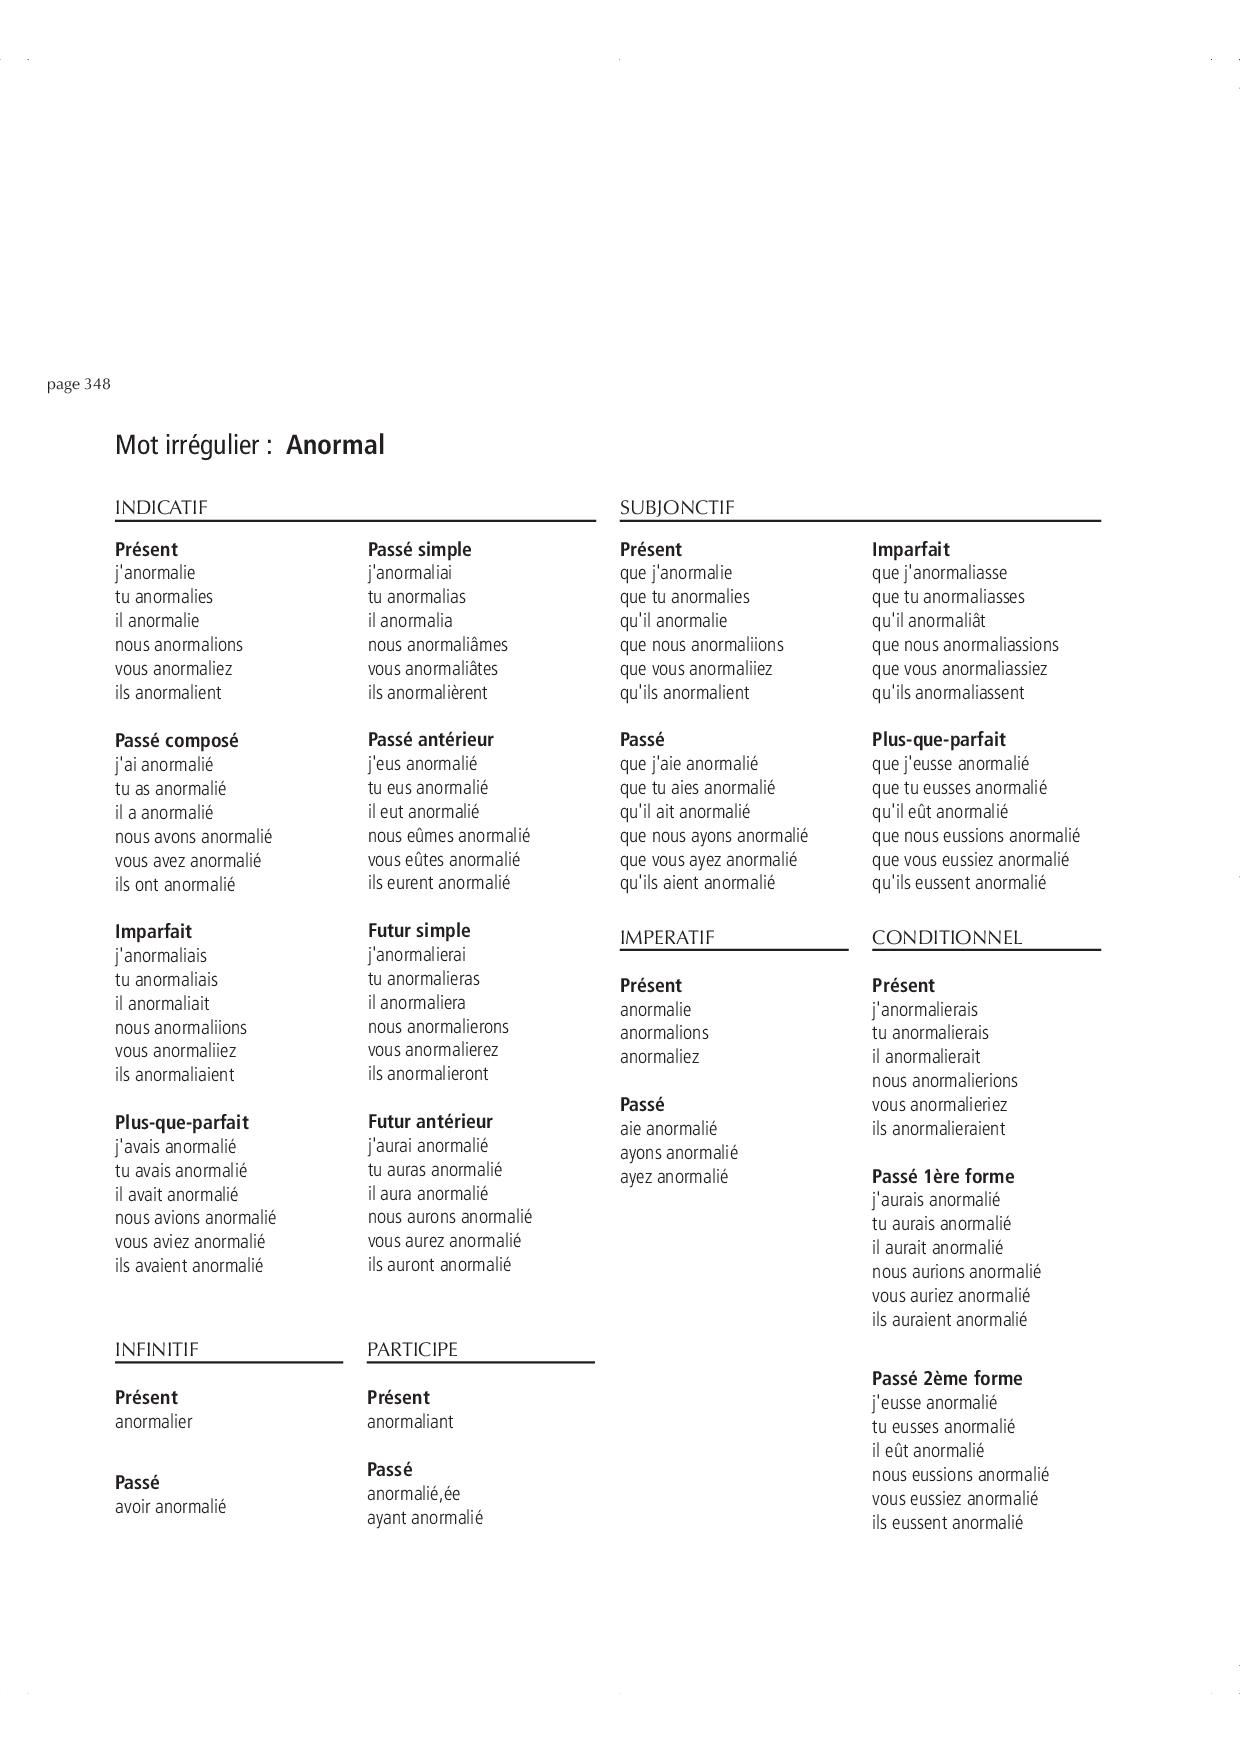 page 348
Mot irrégulier :  Anormal
INDICATIF
Présent
j'anormalie
tu anormalies
il anormalie
nous anormalions
vous anormaliez
ils anormalient
Passé composé
j'ai anormalié
tu as anormalié
il a anormalié
nous avons anormalié
vous avez anormalié
ils ont anormalié
Imparfait
j'anormaliais
tu anormaliais
il anormaliait
nous anormaliions
vous anormaliiez
ils anormaliaient
Plus-que-parfait
j'avais anormalié
tu avais anormalié
il avait anormalié
nous avions anormalié
vous aviez anormalié
ils avaient anormalié
Passé simple
j'anormaliai
tu anormalias
il anormalia
nous anormaliâmes
vous anormaliâtes
ils anormalièrent
Passé antérieur
j'eus anormalié
tu eus anormalié
il eut anormalié
nous eûmes anormalié
vous eûtes anormalié
ils eurent anormalié
Futur simple
j'anormalierai
tu anormalieras
il anormaliera
nous anormalierons
vous anormalierez
ils anormalieront
Futur antérieur
j'aurai anormalié
tu auras anormalié
il aura anormalié
nous aurons anormalié
vous aurez anormalié
ils auront anormalié
SUBJONCTIF
Présent
que j'anormalie
que tu anormalies
qu'il anormalie
que nous anormaliions
que vous anormaliiez
qu'ils anormalient
Passé
que j'aie anormalié
que tu aies anormalié
qu'il ait anormalié
que nous ayons anormalié
que vous ayez anormalié
qu'ils aient anormalié
Imparfait
que j'anormaliasse
que tu anormaliasses
qu'il anormaliât
que nous anormaliassions
que vous anormaliassiez
qu'ils anormaliassent
Plus-que-parfait
que j'eusse anormalié
que tu eusses anormalié
qu'il eût anormalié
que nous eussions anormalié
que vous eussiez anormalié
qu'ils eussent anormalié
IMPERATIF
Présent
anormalie
anormalions
anormaliez
Passé
aie anormalié
ayons anormalié
ayez anormalié
CONDITIONNEL
Présent
j'anormalierais
tu anormalierais
il anormalierait
nous anormalierions
vous anormalieriez
ils anormalieraient
Passé 1ère forme
j'aurais anormalié
tu aurais anormalié
il aurait anormalié
nous aurions anormalié
vous auriez anormalié
ils auraient anormalié
Passé 2ème forme
j'eusse anormalié
tu eusses anormalié
il eût anormalié
nous eussions anormalié
vous eussiez anormalié
ils eussent anormalié
INFINITIF
Présent
anormalier
Passé
avoir anormalié
PARTICIPE
Présent
anormaliant
Passé
anormalié,ée
ayant anormalié